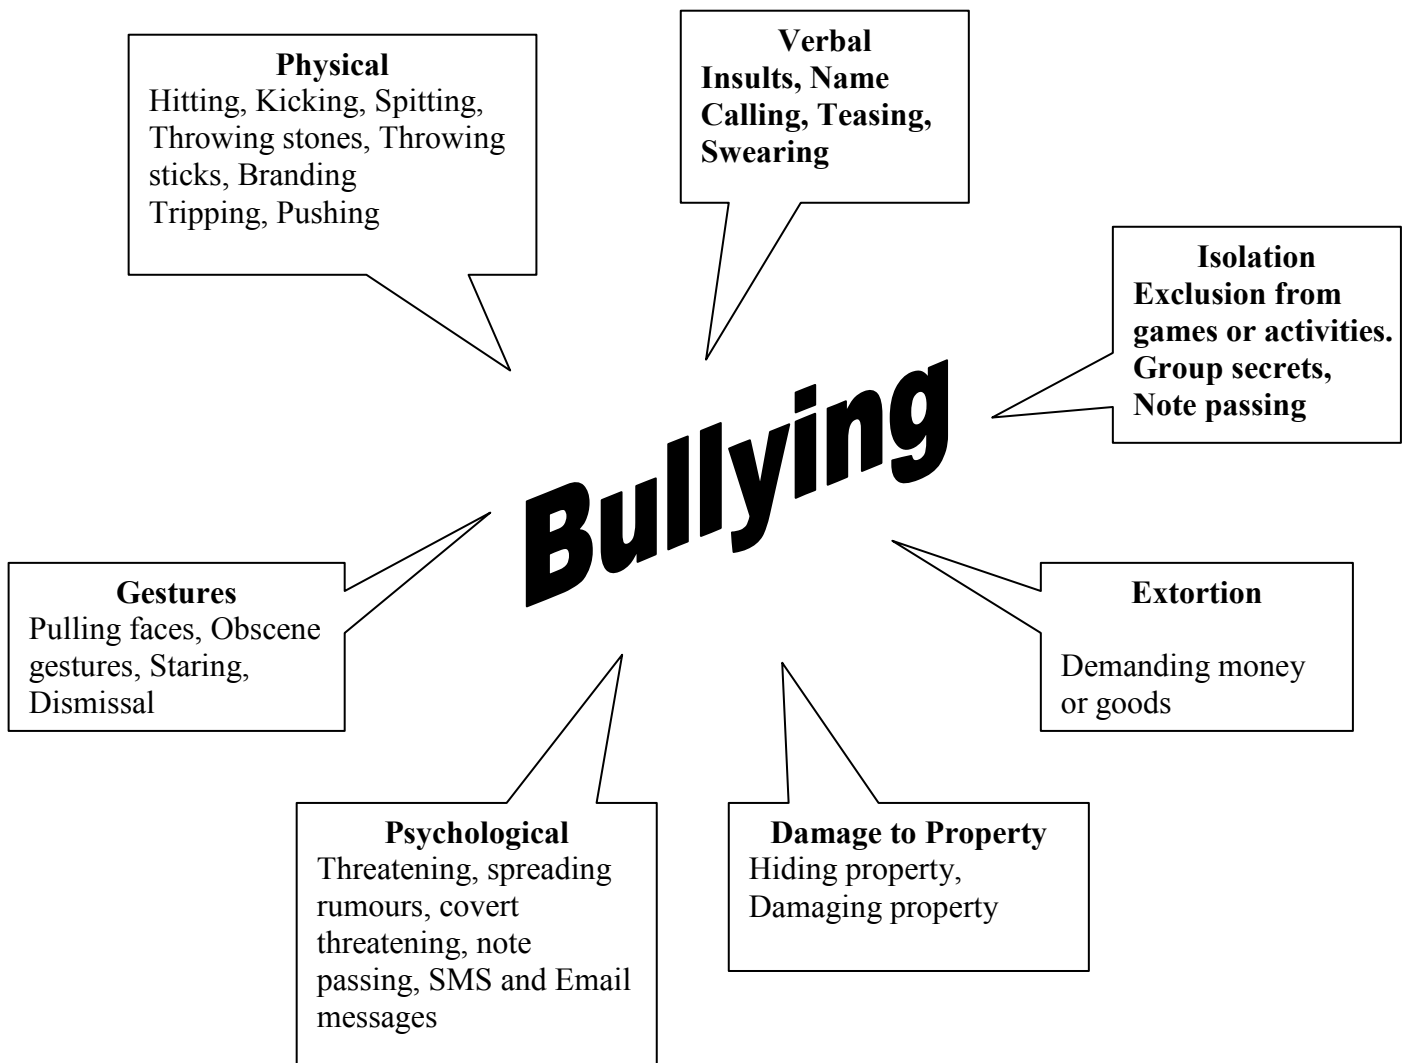 Physical
Hitting, Kicking, Spitting,
Throwing stones, Throwing
sticks, Branding
Tripping, Pushing
Verbal
Insults, Name
Calling, Teasing,
Swearing
Isolation
Exclusion from
games or activities.
Group secrets,
Note passing
Bullying
Gestures
Pulling faces, Obscene
gestures, Staring,
Dismissal
Extortion
Demanding money
or goods
Psychological
Threatening, spreading
rumours, covert
threatening, note
passing, SMS and Email
messages
Damage to Property
Hiding property,
Damaging property